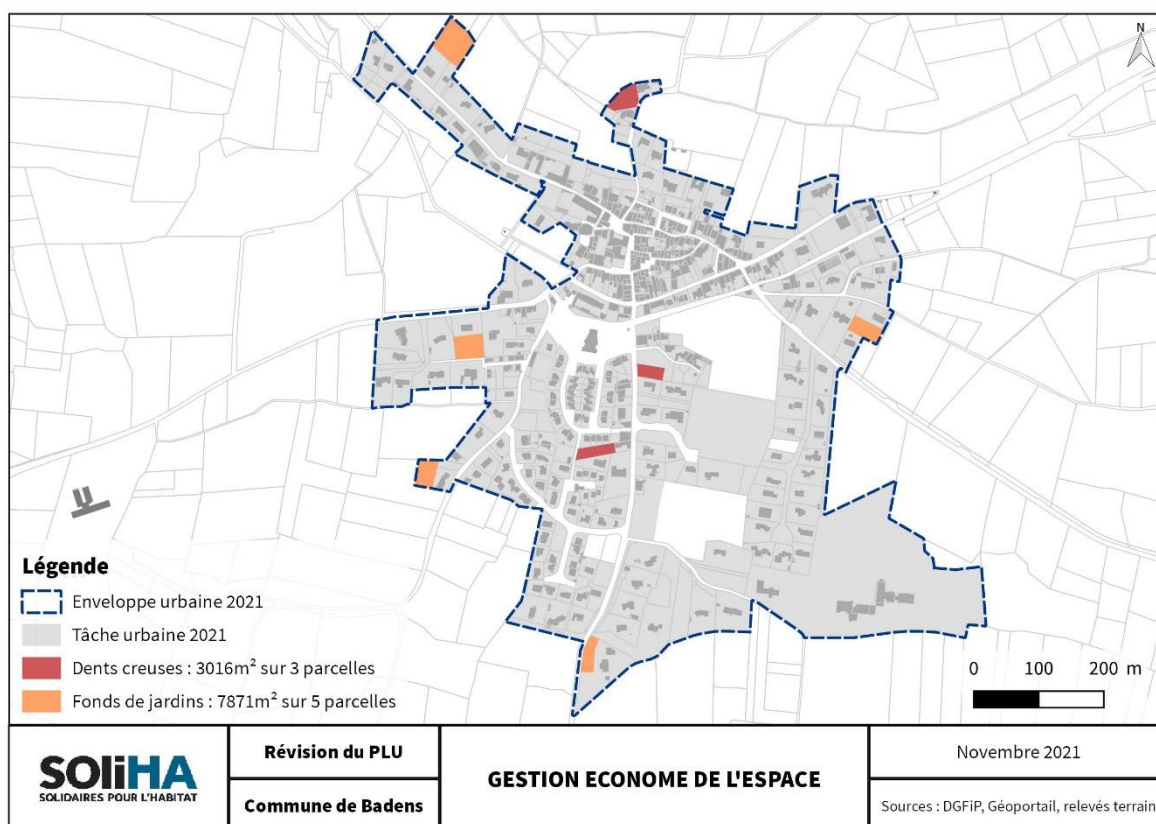 N
Légende
Enveloppe urbaine 2021
Tâche urbaine 2021
Dents creuses : 3016m² sur 3 parcelles
Fonds de jardins : 7871m² sur 5 parcelles
0 100 200 m
SOliHA
SOLIDAIRES POUR L'HABITAT
Révision du PLU
Commune de Badens
GESTION ECONOME DE L'ESPACE
Novembre 2021
Sources : DGFiP, Géoportail, relevés terrain